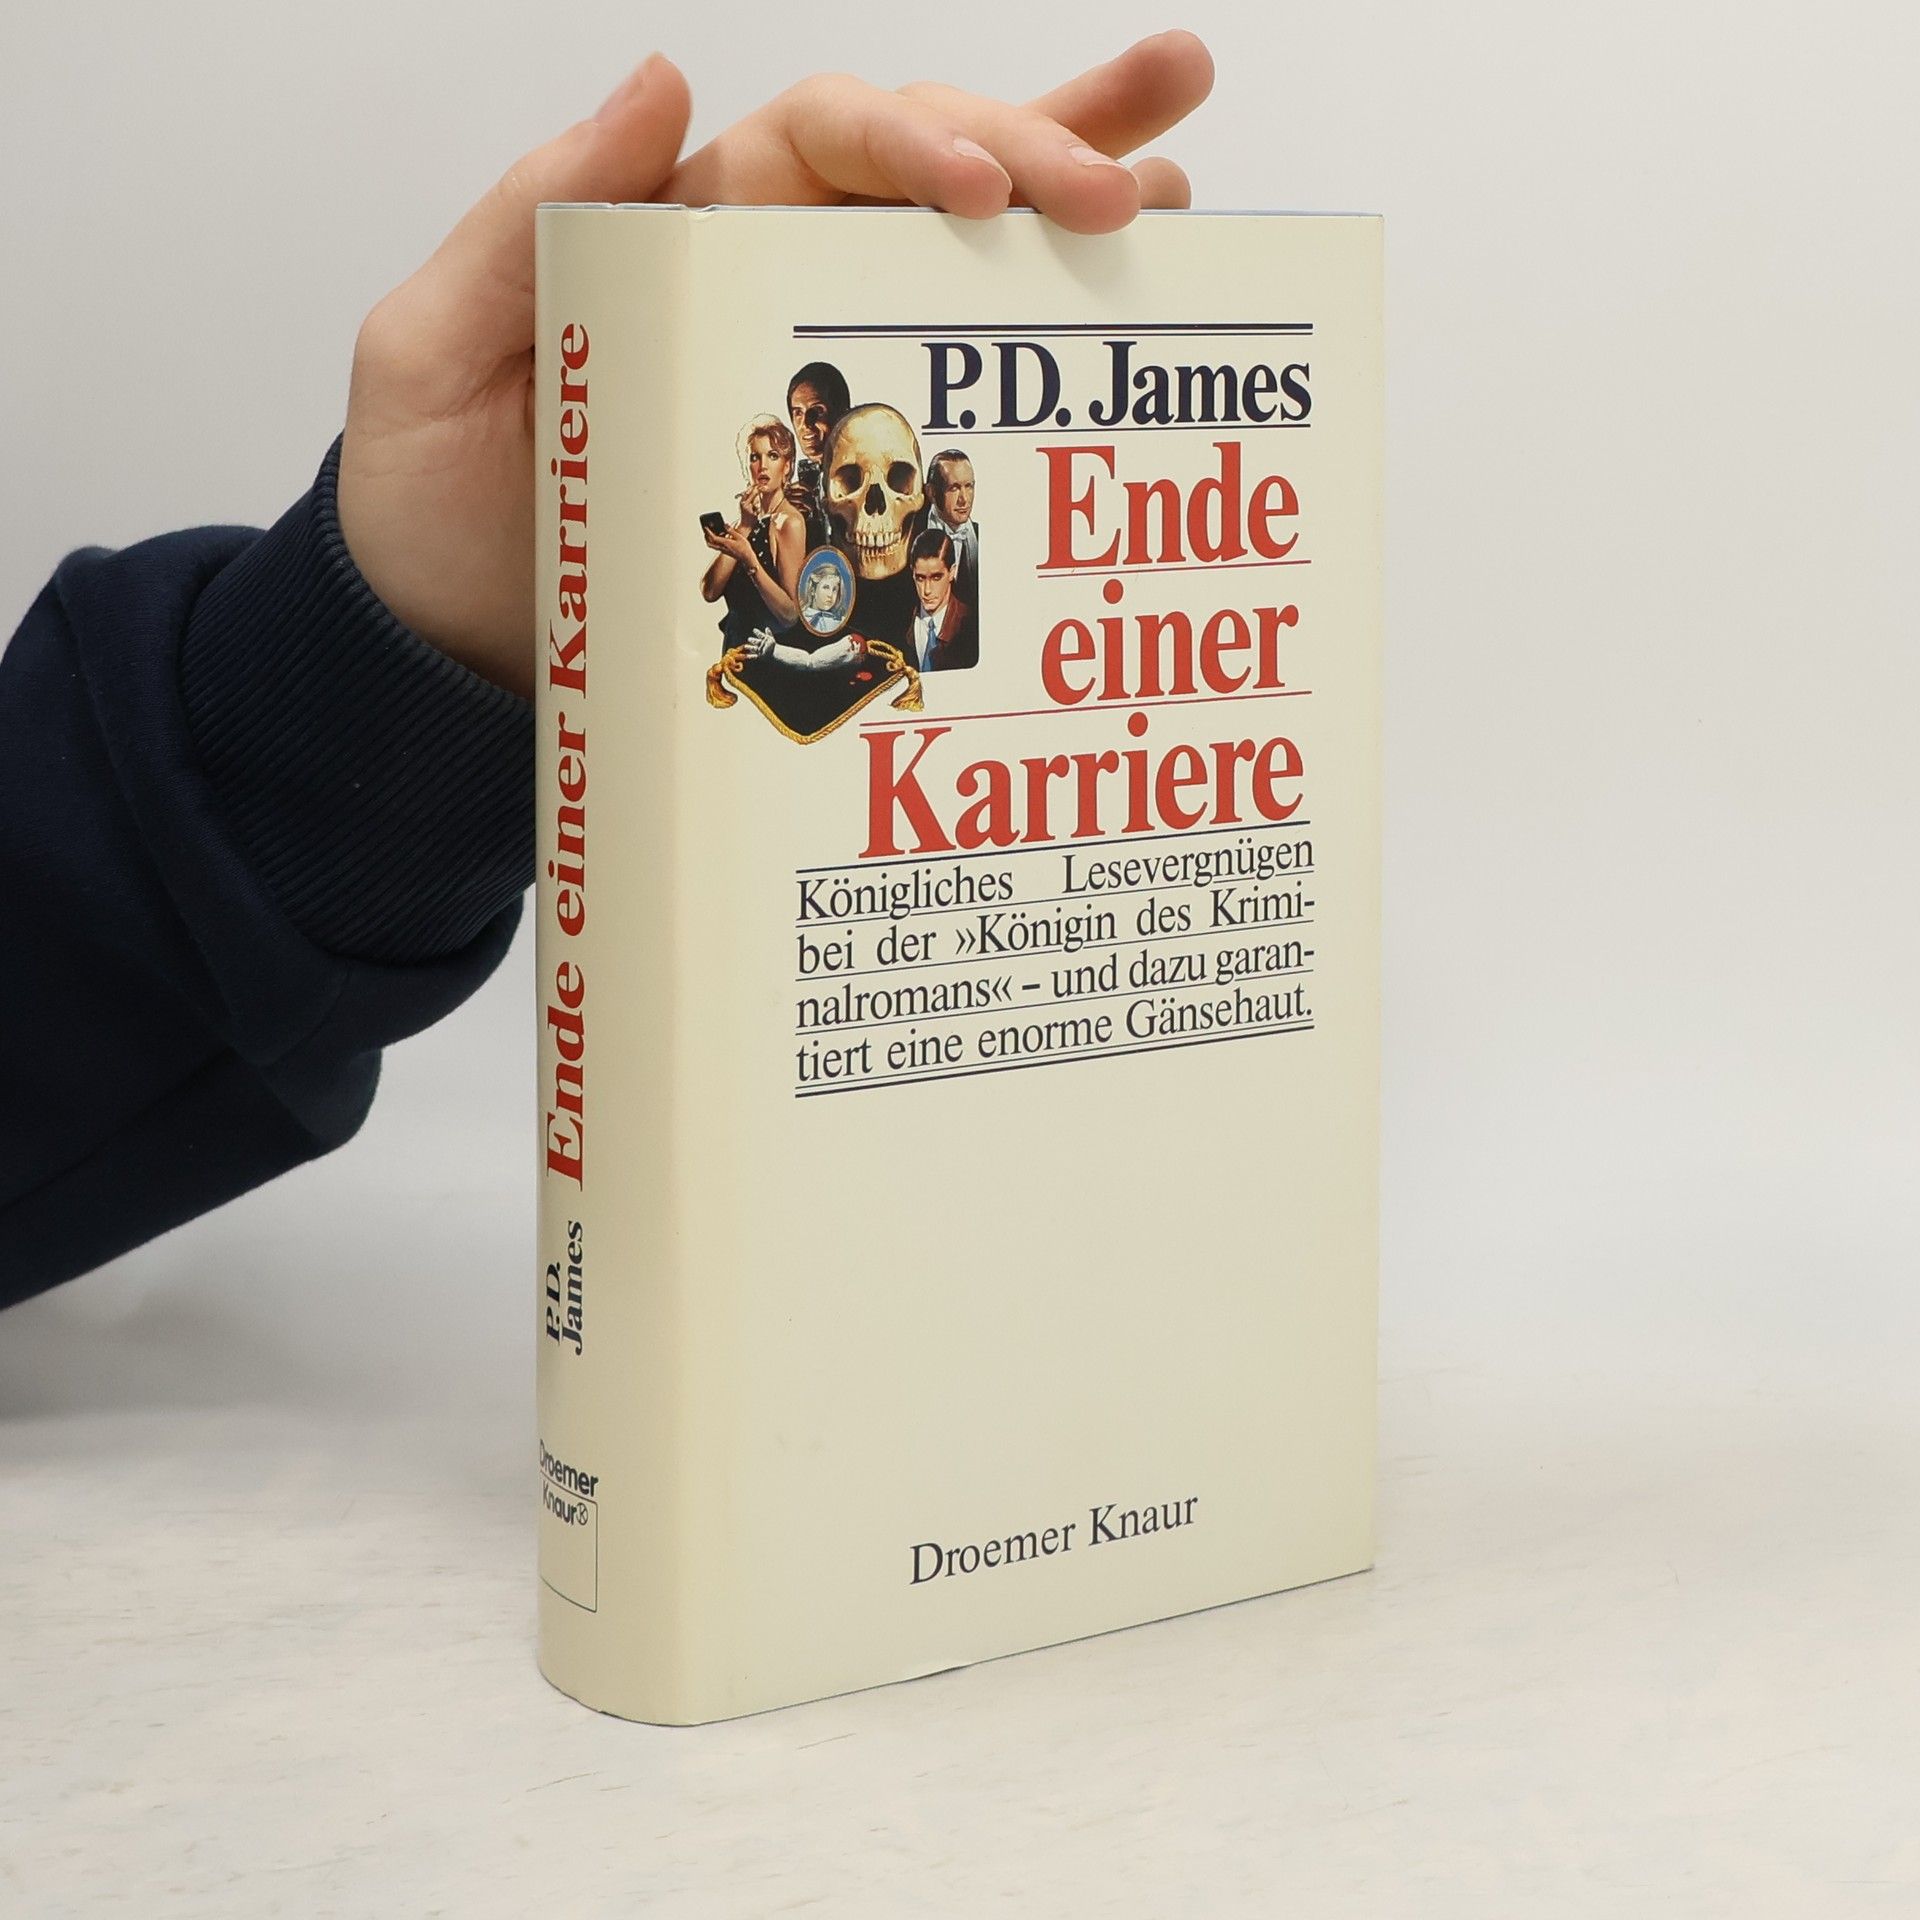 P.D. James
Ende
einer
Karriere
Königliches Lesevergnügen
bei der »Königin des Krimi-
nalromans« – und dazu garan-
tiert eine enorme Gänsehaut.
Droemer Knaur
P.D.
James
Ende einer Karriere
Droemer
Knaur®